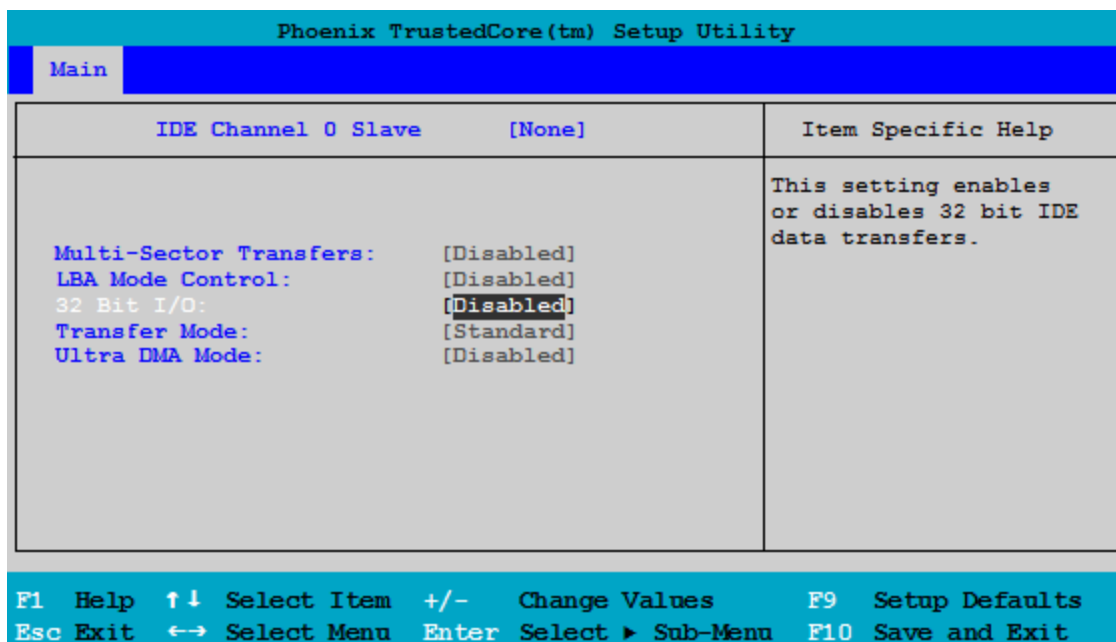 Phoenix TrustedCore(tm) Setup Utility
Main
IDE Channel 0 Slave [None]
Item Specific Help
Multi-Sector Transfers: [Disabled]
LBA Mode Control: [Disabled]
32 Bit I/O: [Disabled]
Transfer Mode: [Standard]
Ultra DMA Mode: [Disabled]
This setting enables
or disables 32 bit IDE
data transfers.
F1 Help ↑↓ Select Item +/- Change Values F9 Setup Defaults
Esc Exit ←→ Select Menu Enter Select ▶ Sub-Menu F10 Save and Exit